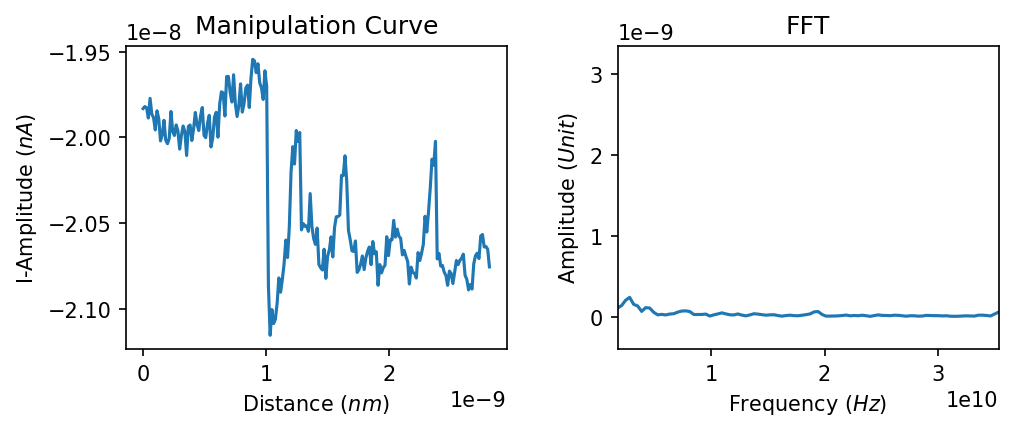 Manipulation Curve
1e−8
−1.95
−2.00
−2.05
−2.10
I-Amplitude (nA)
0
1
2
1e−9
Distance (nm)
FFT
1e−9
3
2
1
0
Amplitude (Unit)
1
2
3
1e10
Frequency (Hz)